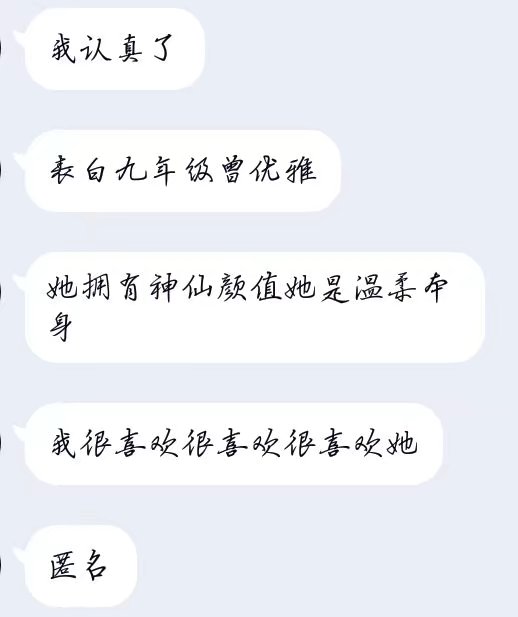 我认真了
表白九年级曾优雅
她拥有神仙颜值她是温柔本
身
我很喜欢很喜欢很喜欢她
匿名